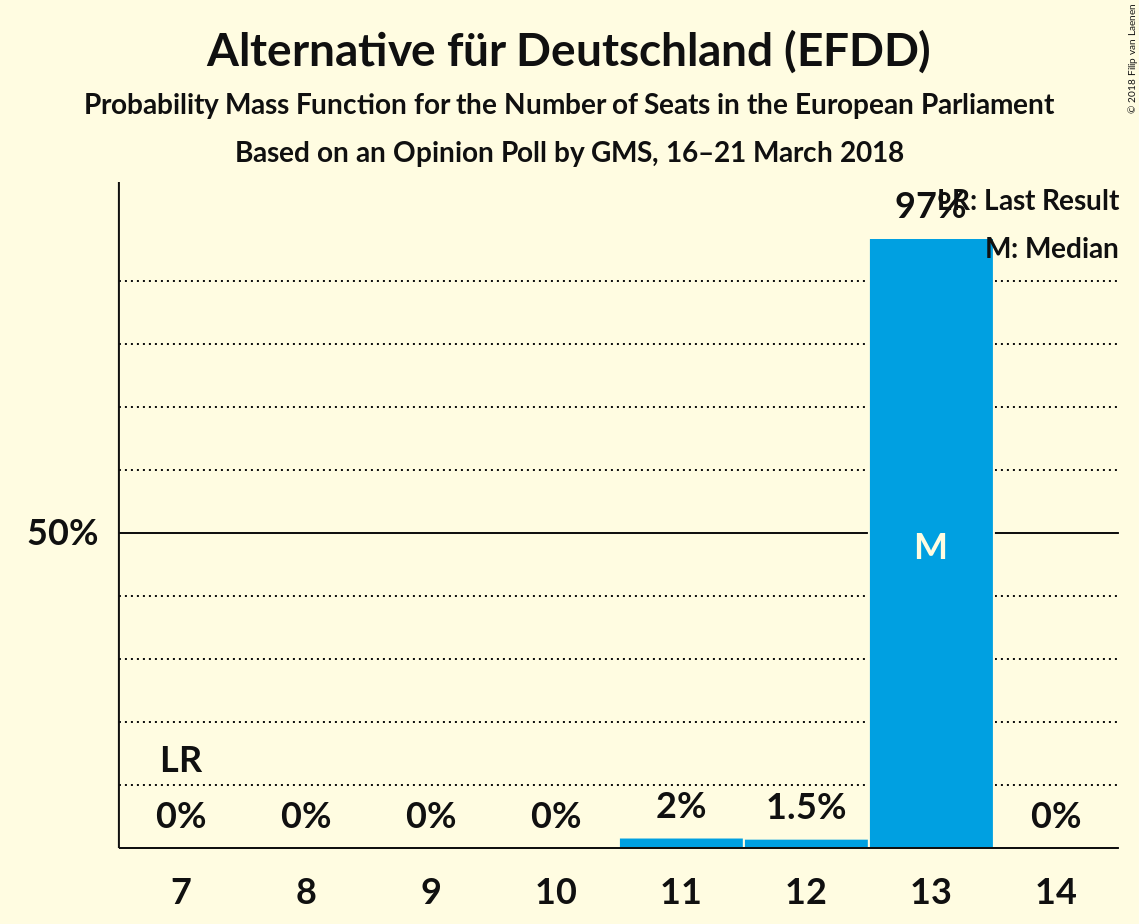 Alternative für Deutschland (EFDD)
Probability Mass Function for the Number of Seats in the European Parliament
Based on an Opinion Poll by GMS, 16–21 March 2018
© 2018 Filip van Laenen
LR: Last Result
M: Median
97%
50%
M
LR
0% 0% 0% 0% 2% 1.5% 0%
7 8 9 10 11 12 13 14